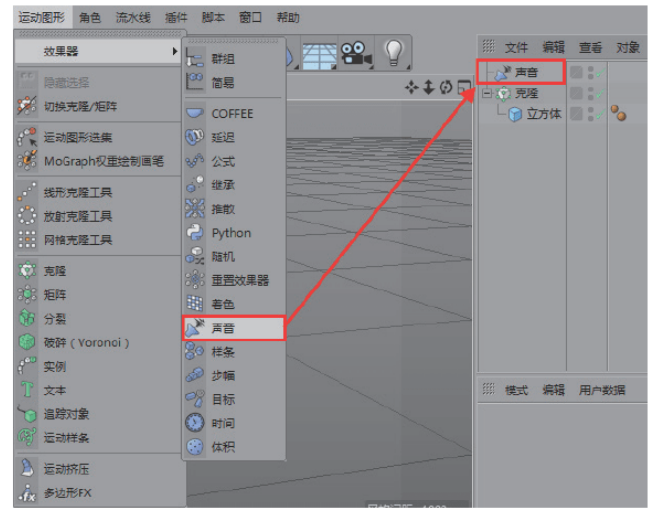 运动图形 角色 流水线 插件 脚本 窗口 帮助
效果器
隐藏选择
切换克隆/矩阵
运动图形选集
MoGraph权重绘制画笔
线形克隆工具
放射克隆工具
网格克隆工具
克隆
矩阵
分裂
破碎（Voronoi）
实例
文本
追踪对象
运动样条
运动挤压
多边形FX
群组
简易
COFFEE
延迟
公式
继承
推散
Python
随机
重置效果器
着色
声音
样条
步幅
目标
时间
体积
文件 编辑 查看 对象
声音
克隆
立方体
模式 编辑 用户数据